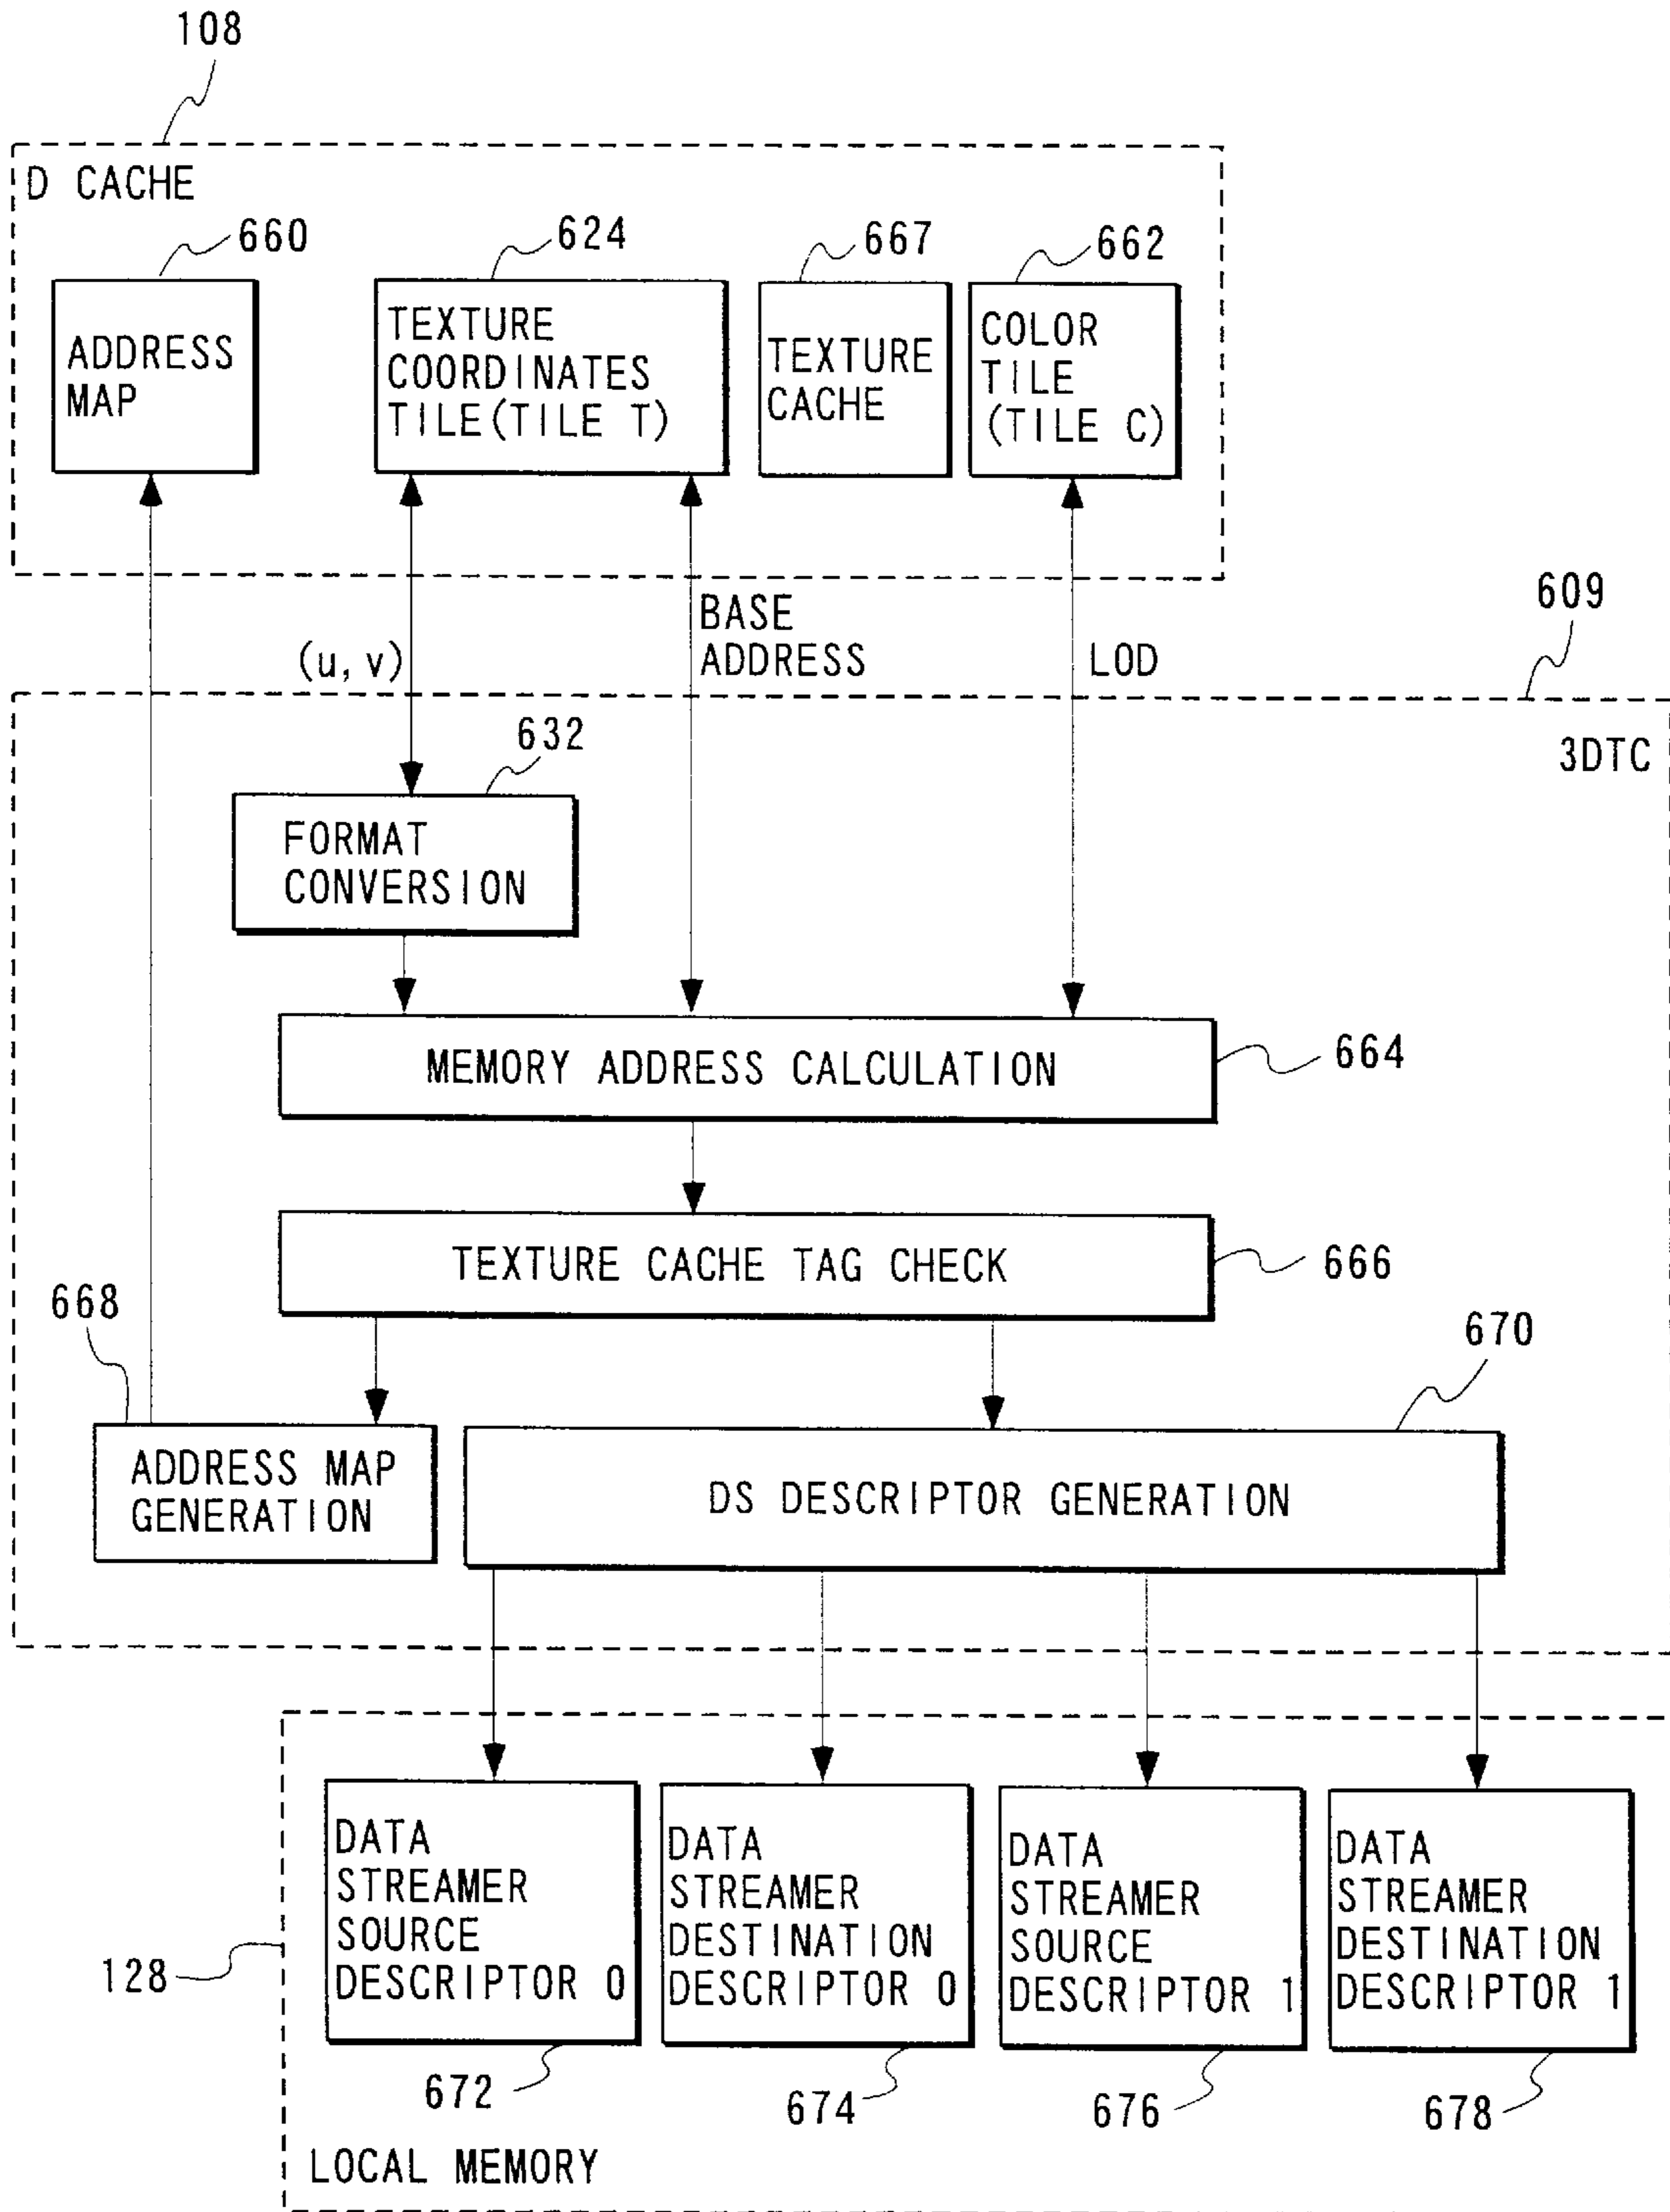 108
D CACHE
660
624
667
662
ADDRESS
MAP
TEXTURE
COORDINATES
TILE(TILE T)
TEXTURE
CACHE
COLOR
TILE
(TILE C)
(u, v)
BASE
ADDRESS
LOD
609
3DTC
632
FORMAT
CONVERSION
MEMORY ADDRESS CALCULATION
664
TEXTURE CACHE TAG CHECK
666
668
670
ADDRESS MAP
GENERATION
DS DESCRIPTOR GENERATION
DATA
STREAMER
SOURCE
DESCRIPTOR 0
DATA
STREAMER
DESTINATION
DESCRIPTOR 0
DATA
STREAMER
SOURCE
DESCRIPTOR 1
DATA
STREAMER
DESTINATION
DESCRIPTOR 1
128
672
674
676
678
LOCAL MEMORY